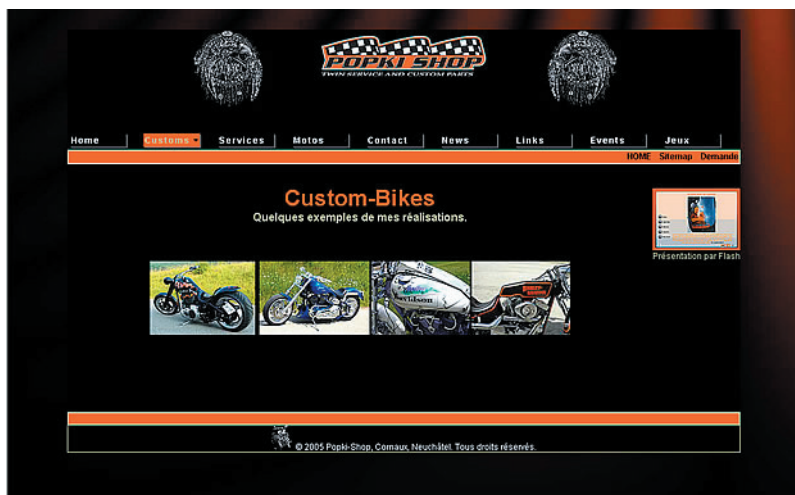 POPKI SHOP
TWIN SERVICE AND CUSTOM PARTS
Home Customs Services Motos Contact News Links Events Jeux
HOME Sitemap Demande
Custom-Bikes
Quelques exemples de mes réalisations.
Présentation par Flash
© 2005 Popki-Shop, Cornaux, Neuchâtel. Tous droits réservés.